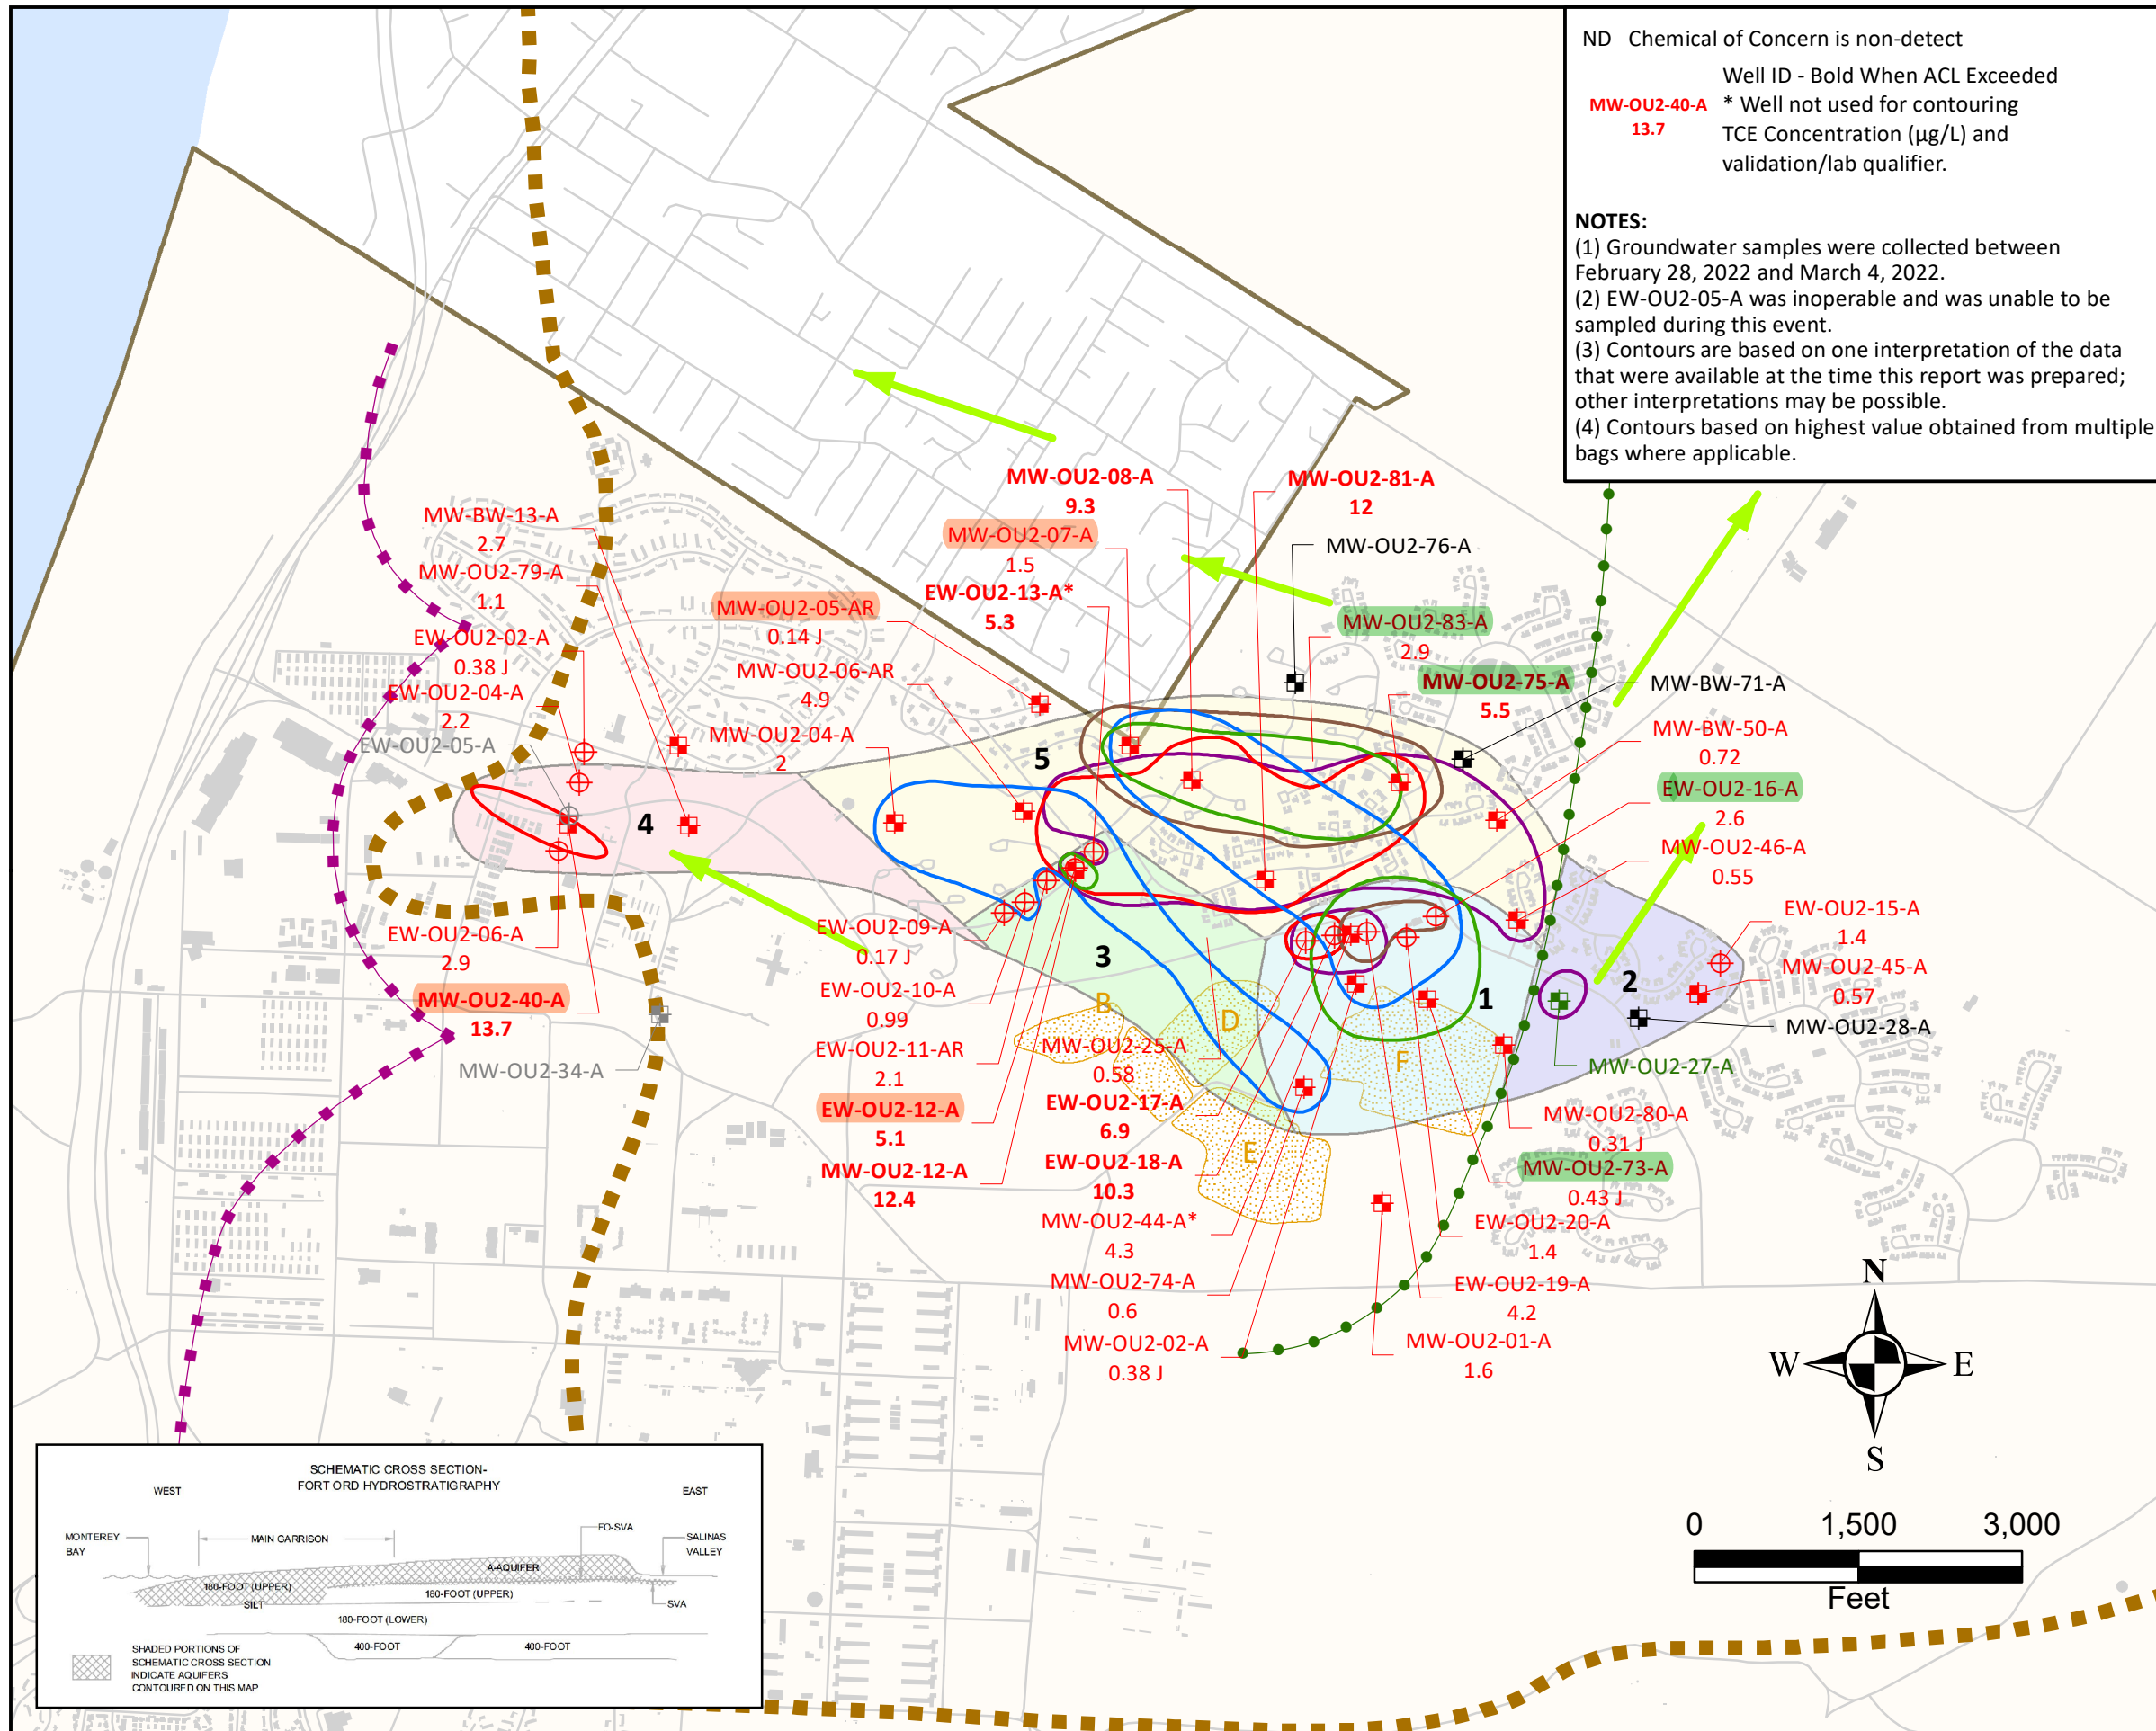 ND Chemical of Concern is non-detect
Well ID - Bold When ACL Exceeded
MW-OU2-40-A * Well not used for contouring
13.7 TCE Concentration (µg/L) and
validation/lab qualifier.
NOTES:
(1) Groundwater samples were collected between
February 28, 2022 and March 4, 2022.
(2) EW-OU2-05-A was inoperable and was unable to be
sampled during this event.
(3) Contours are based on one interpretation of the data
that were available at the time this report was prepared;
other interpretations may be possible.
(4) Contours based on highest value obtained from multiple
bags where applicable.
MW-OU2-08-A
9.3
MW-OU2-81-A
12
MW-BW-13-A
2.7
MW-OU2-07-A
1.5
MW-OU2-76-A
MW-OU2-79-A
1.1
EW-OU2-13-A*
5.3
MW-OU2-05-AR
0.14 J
MW-OU2-83-A
2.9
EW-OU2-02-A
0.38 J
MW-OU2-06-AR
4.9
MW-OU2-75-A
5.5
MW-BW-71-A
EW-OU2-04-A
2.2
MW-BW-50-A
0.72
MW-OU2-04-A
2
EW-OU2-05-A
5
EW-OU2-16-A
2.6
4
MW-OU2-46-A
0.55
EW-OU2-06-A
2.9
EW-OU2-09-A
0.17 J
3
EW-OU2-15-A
1.4
MW-OU2-45-A
0.57
EW-OU2-10-A
0.99
MW-OU2-40-A
13.7
B
D
1
2
MW-OU2-28-A
EW-OU2-11-AR
2.1
MW-OU2-25-A
0.58
F
MW-OU2-27-A
MW-OU2-34-A
EW-OU2-12-A
5.1
EW-OU2-17-A
6.9
MW-OU2-80-A
0.31 J
E
MW-OU2-12-A
12.4
EW-OU2-18-A
10.3
MW-OU2-73-A
0.43 J
MW-OU2-44-A*
4.3
EW-OU2-20-A
1.4
MW-OU2-74-A
0.6
EW-OU2-19-A
4.2
MW-OU2-02-A
0.38 J
MW-OU2-01-A
1.6
N
W E
S
0 1,500 3,000
Feet
SCHEMATIC CROSS SECTION-
FORT ORD HYDROSTRATIGRAPHY
WEST EAST
FO-SVA
MONTEREY
BAY
MAIN GARRISON
SALINAS
VALLEY
A-AQUIFER
180-FOOT (UPPER)
180-FOOT (UPPER)
SILT
SVA
180-FOOT (LOWER)
400-FOOT 400-FOOT
SHADED PORTIONS OF
SCHEMATIC CROSS SECTION
INDICATE AQUIFERS
CONTOURED ON THIS MAP